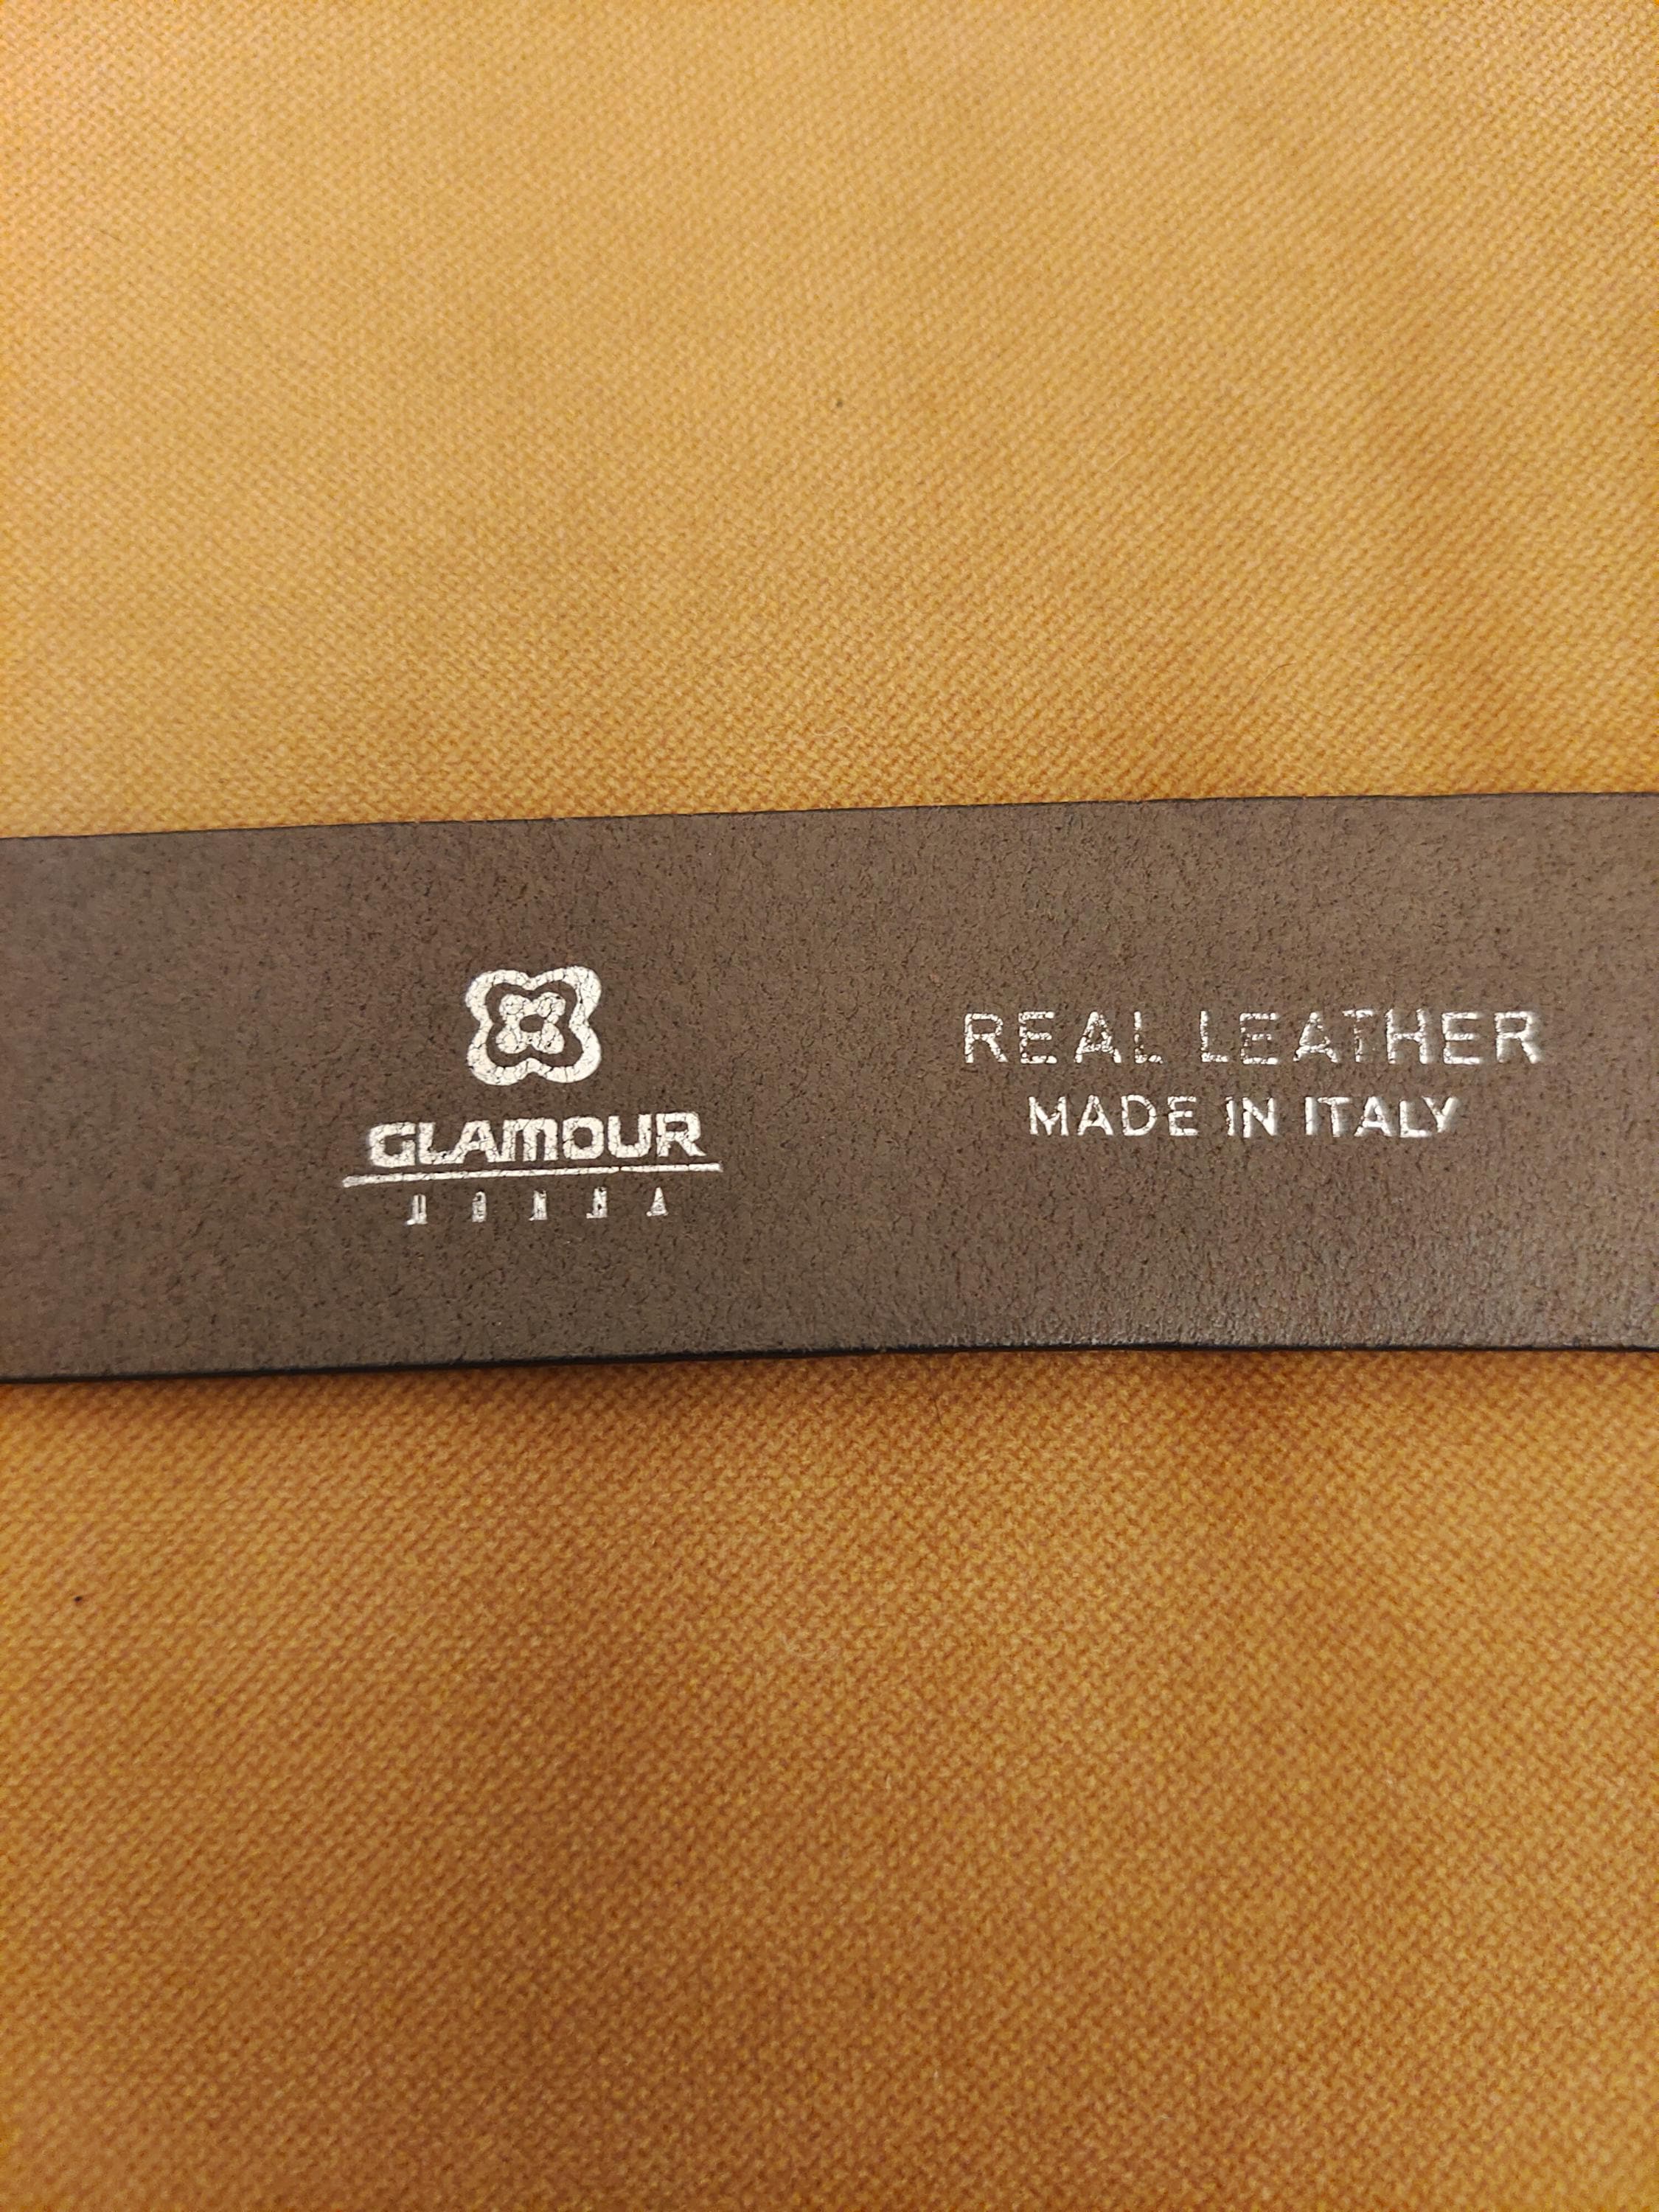 GLAMOUR
DONNA
REAL LEATHER
MADE IN ITALY